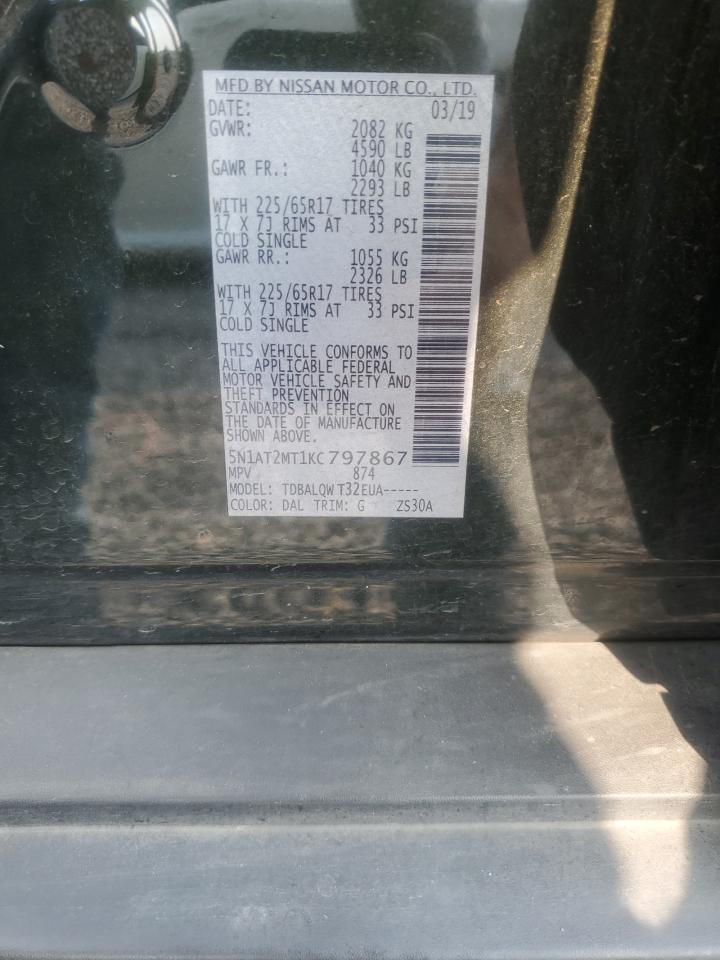 MFD BY NISSAN MOTOR CO., LTD.
DATE: 03/19
GVWR: 2082 KG
4590 LB
GAWR FR.: 1040 KG
2293 LB
WITH 225/65R17 TIRES
17 X 7J RIMS AT 33 PSI
COLD SINGLE
GAWR RR.: 1055 KG
2326 LB
WITH 225/65R17 TIRES
17 X 7J RIMS AT 33 PSI
COLD SINGLE
THIS VEHICLE CONFORMS TO
ALL APPLICABLE FEDERAL
MOTOR VEHICLE SAFETY AND
THEFT PREVENTION
STANDARDS IN EFFECT ON
THE DATE OF MANUFACTURE
SHOWN ABOVE.
5N1AT2MT1KC797867
MPV 874
MODEL: TDBALQWT32EUA-----
COLOR: DAL TRIM: G ZS30A